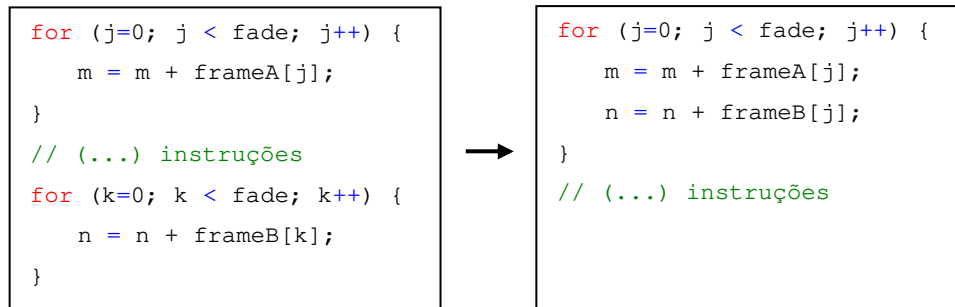 for (j=0; j < fade; j++) {
m = m + frameA[j];
}
// (...) instruções
for (k=0; k < fade; k++) {
n = n + frameB[k];
}
for (j=0; j < fade; j++) {
m = m + frameA[j];
n = n + frameB[j];
}
// (...) instruções